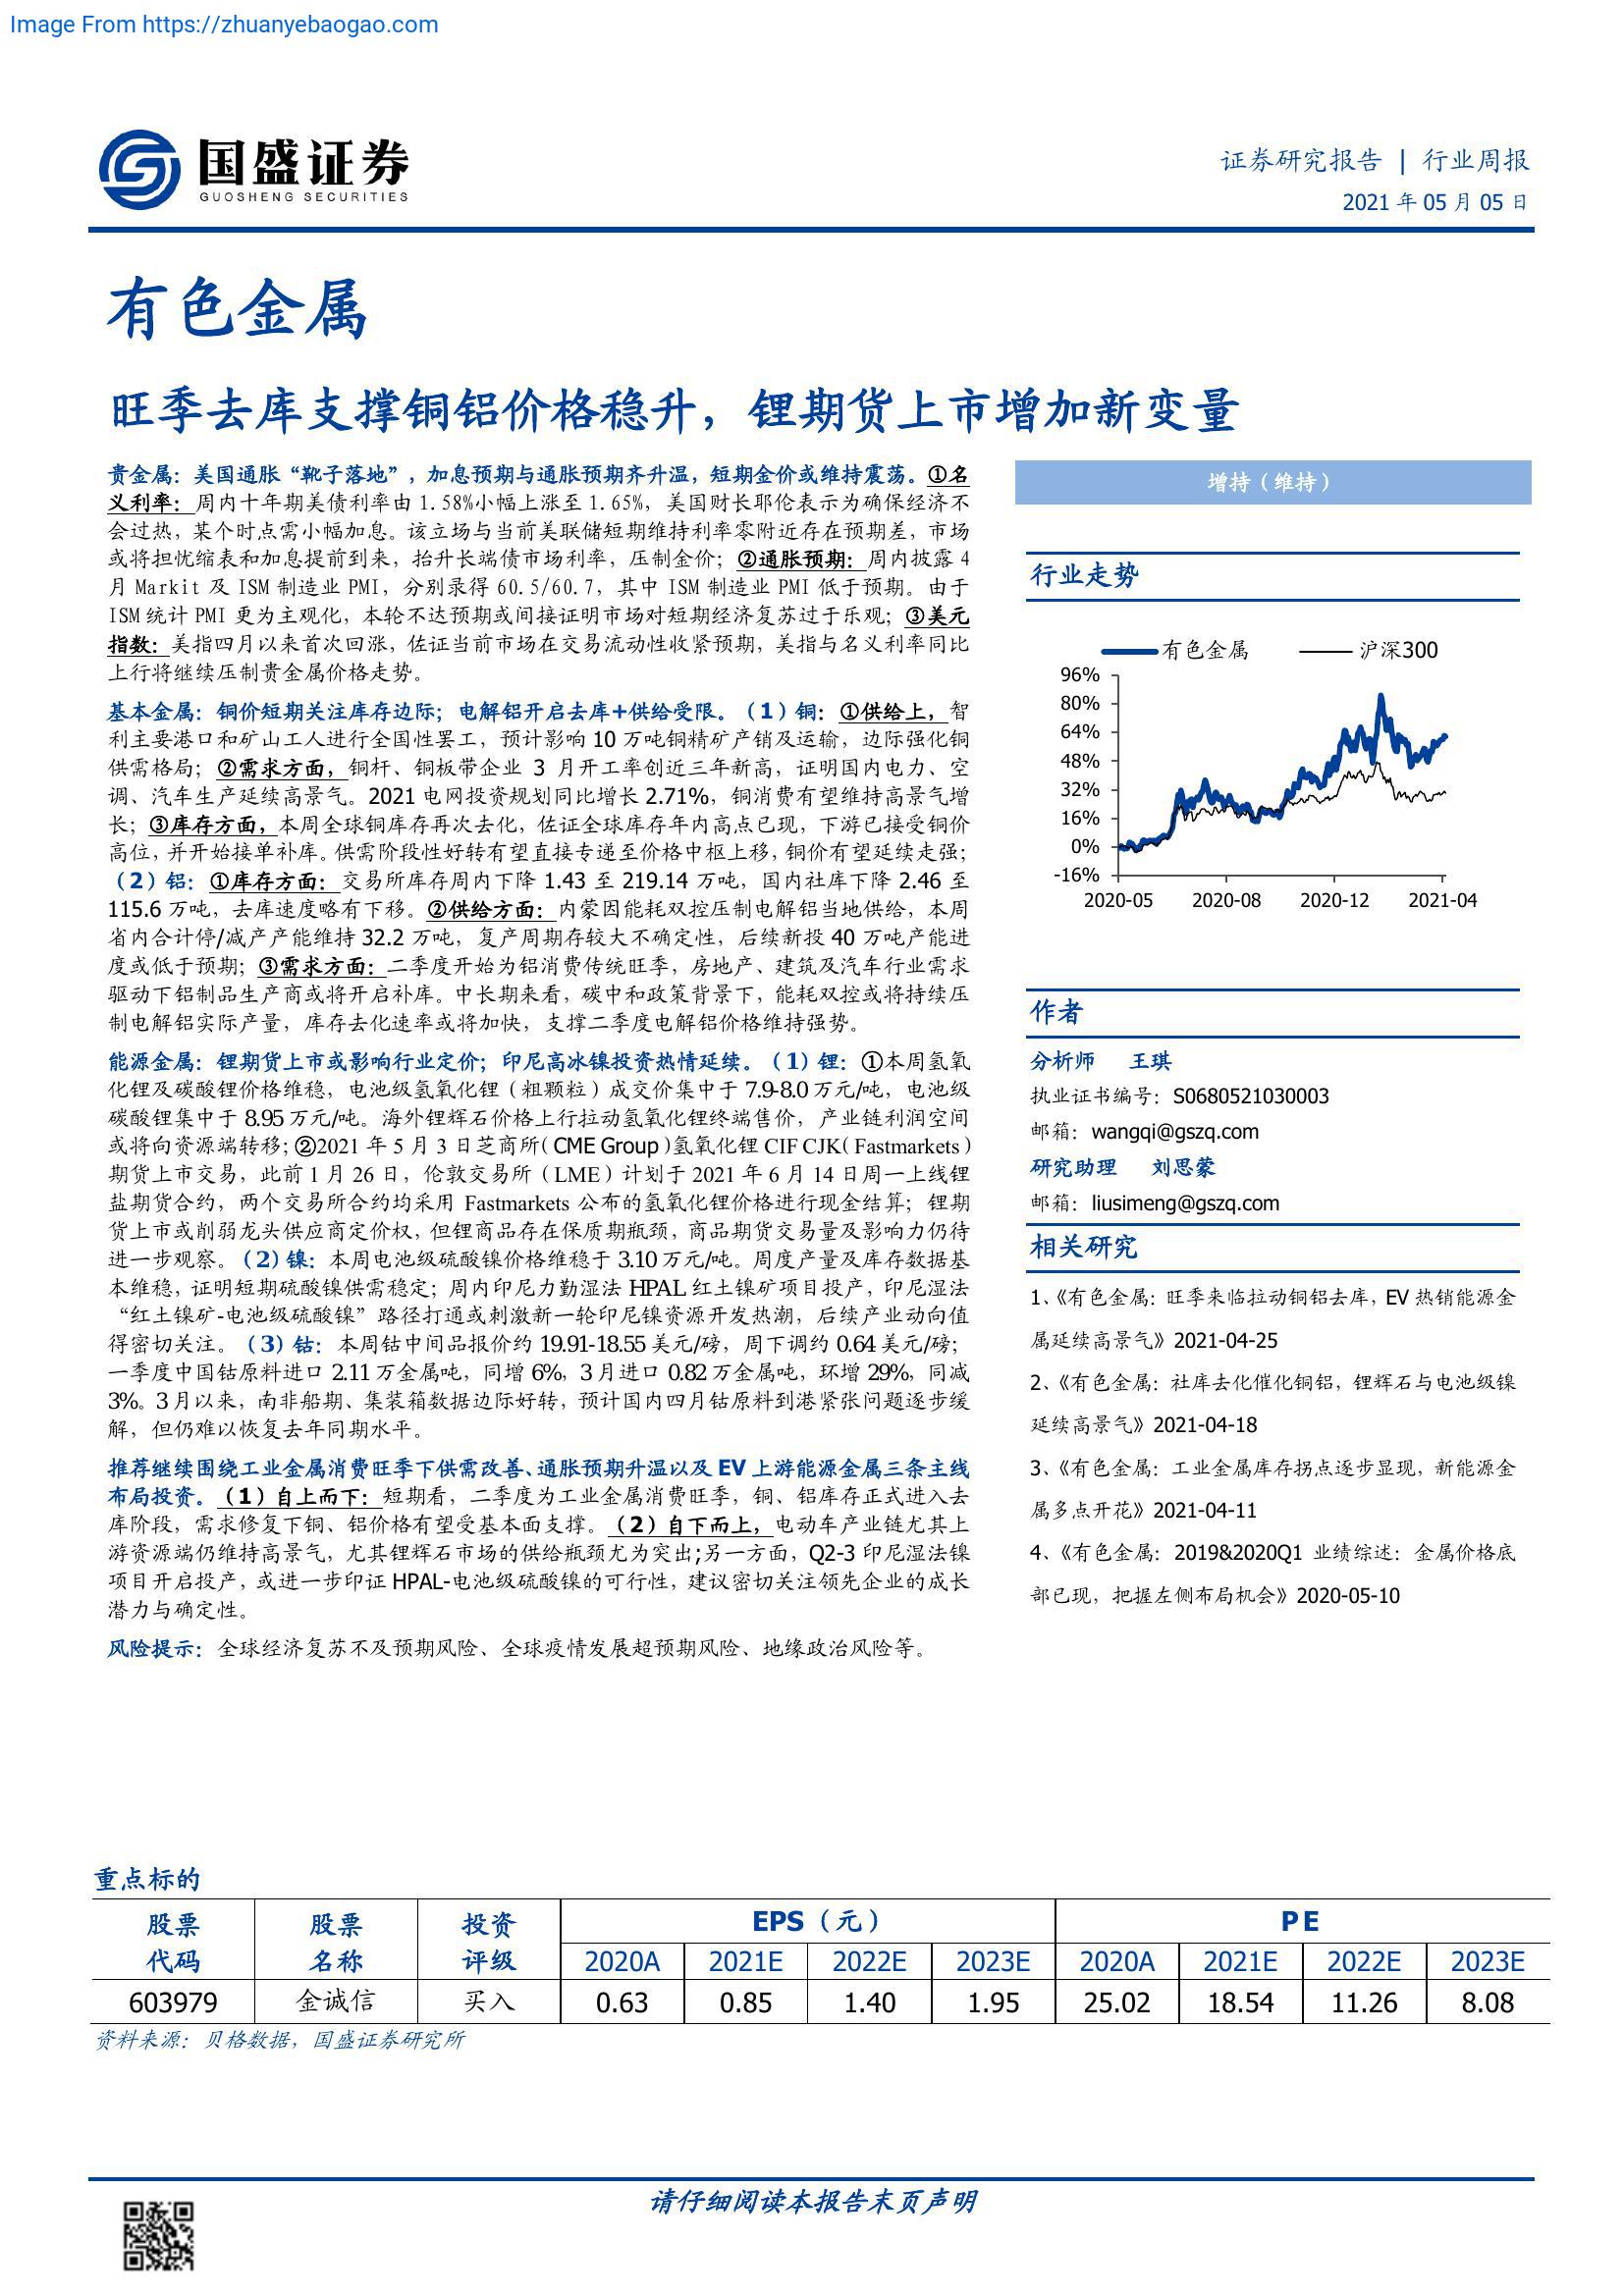 Image From https://zhuanyebaogao.com
国盛证券
GUOSHENG SECURITIES
证券研究报告 | 行业周报
2021 年 05 月 05 日
有色金属
旺季去库支撑铜铝价格稳升，锂期货上市增加新变量
贵金属：美国通胀“靴子落地”，加息预期与通胀预期齐升温，短期金价或维持震荡。①名
义利率：周内十年期美债利率由 1.58%小幅上涨至 1.65%，美国财长耶伦表示为确保经济不
会过热，某个时点需小幅加息。该立场与当前美联储短期维持利率零附近存在预期差，市场
或将担忧缩表和加息提前到来，抬升长端债市场利率，压制金价；②通胀预期：周内披露 4
月 Markit 及 ISM 制造业 PMI，分别录得 60.5/60.7，其中 ISM 制造业 PMI 低于预期。由于
ISM 统计 PMI 更为主观化，本轮不达预期或间接证明市场对短期经济复苏过于乐观；③美元
指数：美指四月以来首次回涨，佐证当前市场在交易流动性收紧预期，美指与名义利率同比
上行将继续压制贵金属价格走势。
基本金属：铜价短期关注库存边际；电解铝开启去库+供给受限。（1）铜：①供给上，智
利主要港口和矿山工人进行全国性罢工，预计影响 10 万吨铜精矿产销及运输，边际强化铜
供需格局；②需求方面，铜杆、铜板带企业 3 月开工率创近三年新高，证明国内电力、空
调、汽车生产延续高景气。2021 电网投资规划同比增长 2.71%，铜消费有望维持高景气增
长；③库存方面，本周全球铜库存再次去化，佐证全球库存年内高点已现，下游已接受铜价
高位，并开始接单补库。供需阶段性好转有望直接专递至价格中枢上移，铜价有望延续走强；
（2）铝：①库存方面：交易所库存周内下降 1.43 至 219.14 万吨，国内社库下降 2.46 至
115.6 万吨，去库速度略有下移。②供给方面：内蒙因能耗双控压制电解铝当地供给，本周
省内合计停/减产产能维持 32.2 万吨，复产周期存较大不确定性，后续新投 40 万吨产能进
度或低于预期；③需求方面：二季度开始为铝消费传统旺季，房地产、建筑及汽车行业需求
驱动下铝制品生产商或将开启补库。中长期来看，碳中和政策背景下，能耗双控或将持续压
制电解铝实际产量，库存去化速率或将加快，支撑二季度电解铝价格维持强势。
能源金属：锂期货上市或影响行业定价；印尼高冰镍投资热情延续。（1）锂：①本周氢氧
化锂及碳酸锂价格维稳，电池级氢氧化锂（粗颗粒）成交价集中于 7.9-8.0 万元/吨，电池级
碳酸锂集中于 8.95 万元/吨。海外锂辉石价格上行拉动氢氧化锂终端售价，产业链利润空间
或将向资源端转移；②2021 年 5 月 3 日芝商所（CME Group）氢氧化锂 CIF CJK（Fastmarkets）
期货上市交易，此前 1 月 26 日，伦敦交易所（LME）计划于 2021 年 6 月 14 日周一上线锂
盐期货合约，两个交易所合约均采用 Fastmarkets 公布的氢氧化锂价格进行现金结算；锂期
货上市或削弱龙头供应商定价权，但锂商品存在保质期瓶颈，商品期货交易量及影响力仍待
进一步观察。（2）镍：本周电池级硫酸镍价格维稳于 3.10 万元/吨。周度产量及库存数据基
本维稳，证明短期硫酸镍供需稳定；周内印尼力勤湿法 HPAL 红土镍矿项目投产，印尼湿法
“红土镍矿-电池级硫酸镍”路径打通或刺激新一轮印尼镍资源开发热潮，后续产业动向值
得密切关注。（3）钴：本周钴中间品报价约 19.91-18.55 美元/磅，周下调约 0.64 美元/磅；
一季度中国钴原料进口 2.11 万金属吨，同增 6%，3 月进口 0.82 万金属吨，环增 29%，同减
3%。3 月以来，南非船期、集装箱数据边际好转，预计国内四月钴原料到港紧张问题逐步缓
解，但仍难以恢复去年同期水平。
推荐继续围绕工业金属消费旺季下供需改善、通胀预期升温以及 EV 上游能源金属三条主线
布局投资。（1）自上而下：短期看，二季度为工业金属消费旺季，铜、铝库存正式进入去
库阶段，需求修复下铜、铝价格有望受基本面支撑。（2）自下而上，电动车产业链尤其上
游资源端仍维持高景气，尤其锂辉石市场的供给瓶颈尤为突出；另一方面，Q2-3 印尼湿法镍
项目开启投产，或进一步印证 HPAL-电池级硫酸镍的可行性，建议密切关注领先企业的成长
潜力与确定性。
风险提示：全球经济复苏不及预期风险、全球疫情发展超预期风险、地缘政治风险等。
增持（维持）
行业走势
有色金属 沪深300
96%
80%
64%
48%
32%
16%
0%
-16%
2020-05 2020-08 2020-12 2021-04
作者
分析师 王琪
执业证书编号：S0680521030003
邮箱：wangqi@gszq.com
研究助理 刘思蒙
邮箱：liusimeng@gszq.com
相关研究
1、《有色金属：旺季来临拉动铜铝去库，EV 热销能源金
属延续高景气》2021-04-25
2、《有色金属：社库去化催化铜铝，锂辉石与电池级镍
延续高景气》2021-04-18
3、《有色金属：工业金属库存拐点逐步显现，新能源金
属多点开花》2021-04-11
4、《有色金属：2019&2020Q1 业绩综述：金属价格底
部已现，把握左侧布局机会》2020-05-10
重点标的
股票 股票 投资 EPS（元） P E
代码 名称 评级 2020A 2021E 2022E 2023E 2020A 2021E 2022E 2023E
603979 金诚信 买入 0.63 0.85 1.40 1.95 25.02 18.54 11.26 8.08
资料来源：贝格数据，国盛证券研究所
请仔细阅读本报告末页声明